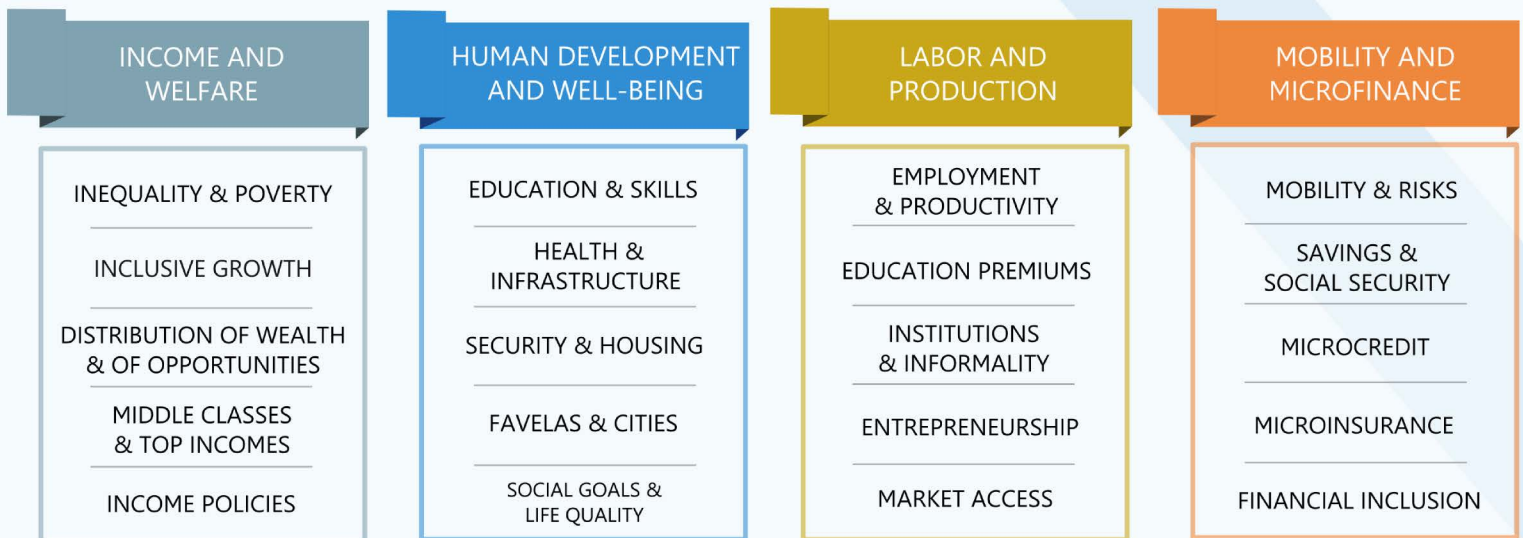 INCOME AND
WELFARE
INEQUALITY & POVERTY
INCLUSIVE GROWTH
DISTRIBUTION OF WEALTH
& OF OPPORTUNITIES
MIDDLE CLASSES
& TOP INCOMES
INCOME POLICIES
HUMAN DEVELOPMENT
AND WELL-BEING
EDUCATION & SKILLS
HEALTH &
INFRASTRUCTURE
SECURITY & HOUSING
FAVELAS & CITIES
SOCIAL GOALS &
LIFE QUALITY
LABOR AND
PRODUCTION
EMPLOYMENT
& PRODUCTIVITY
EDUCATION PREMIUMS
INSTITUTIONS
& INFORMALITY
ENTREPRENEURSHIP
MARKET ACCESS
MOBILITY AND
MICROFINANCE
MOBILITY & RISKS
SAVINGS &
SOCIAL SECURITY
MICROCREDIT
MICROINSURANCE
FINANCIAL INCLUSION